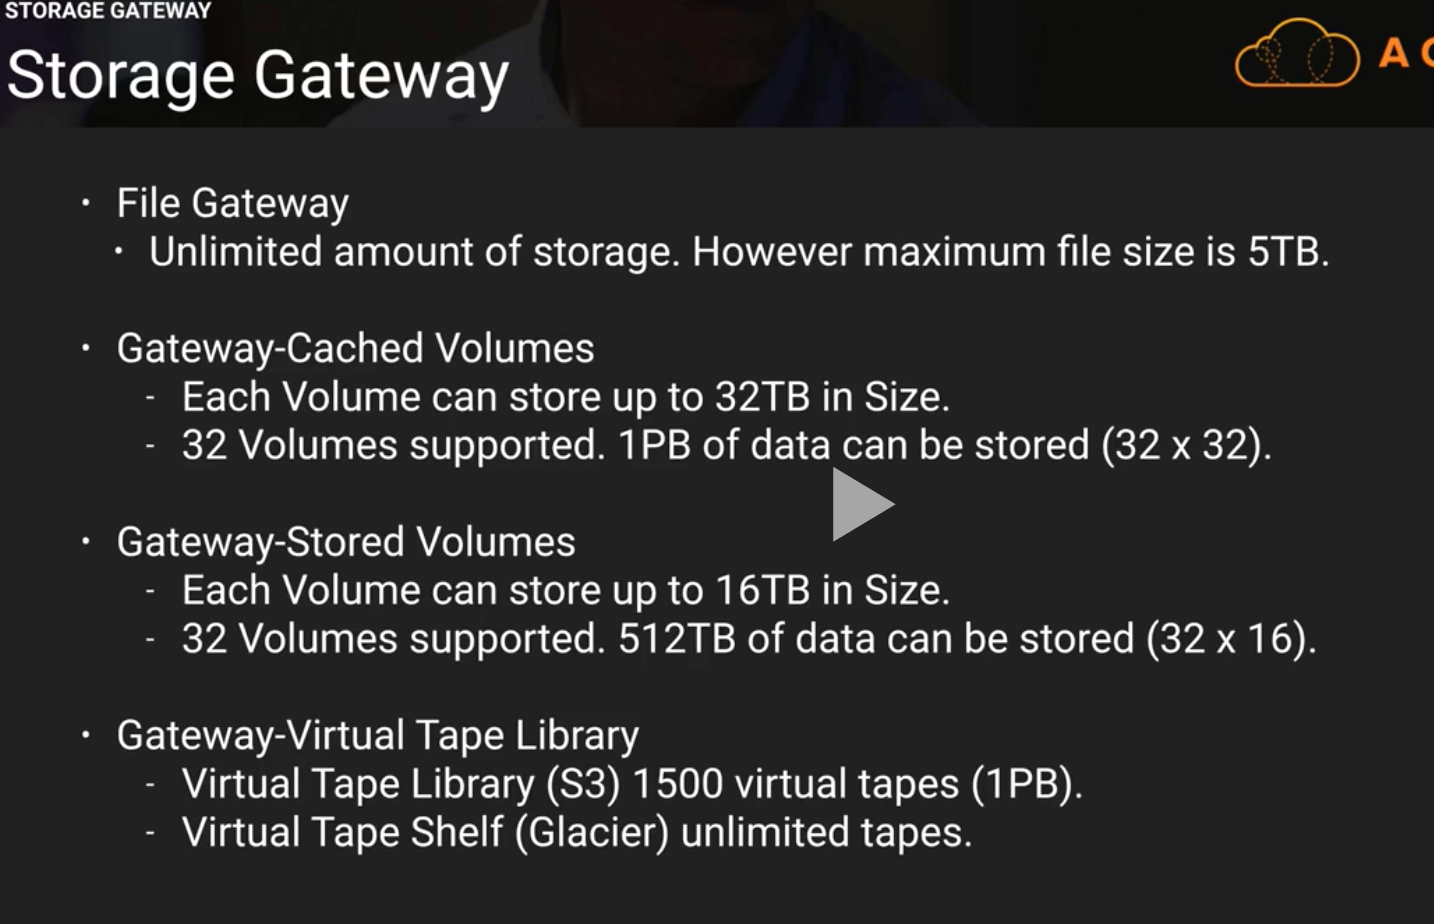 STORAGE GATEWAY
Storage Gateway
A
• File Gateway
• Unlimited amount of storage. However maximum file size is 5TB.
• Gateway-Cached Volumes
- Each Volume can store up to 32TB in Size.
- 32 Volumes supported. 1PB of data can be stored (32 x 32).
• Gateway-Stored Volumes
- Each Volume can store up to 16TB in Size.
- 32 Volumes supported. 512TB of data can be stored (32 x 16).
• Gateway-Virtual Tape Library
- Virtual Tape Library (S3) 1500 virtual tapes (1PB).
- Virtual Tape Shelf (Glacier) unlimited tapes.